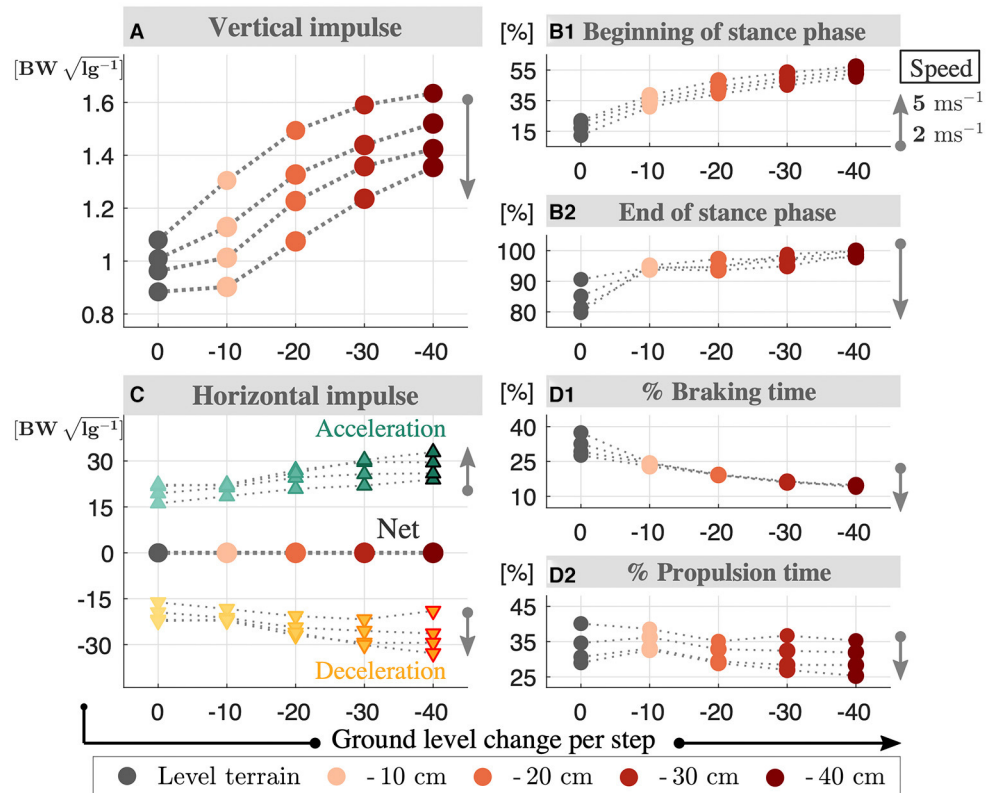 A Vertical impulse
[BW √lg⁻¹]
1.6
1.4
1.2
1
0.8
0 -10 -20 -30 -40
[%] B1 Beginning of stance phase
55
35
15
0 -10 -20 -30 -40
Speed
5 ms⁻¹
2 ms⁻¹
[%] B2 End of stance phase
100
90
80
0 -10 -20 -30 -40
C Horizontal impulse
[BW √lg⁻¹]
Acceleration
30
15
Net
0
-15
-30
Deceleration
0 -10 -20 -30 -40
[%] D1 % Braking time
40
25
10
0 -10 -20 -30 -40
[%] D2 % Propulsion time
45
35
25
0 -10 -20 -30 -40
Ground level change per step
Level terrain - 10 cm - 20 cm - 30 cm - 40 cm